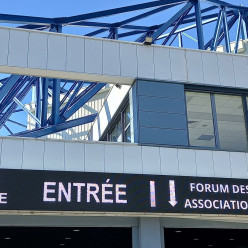 ENTRÉE
FORUM DES
ASSOCIATION